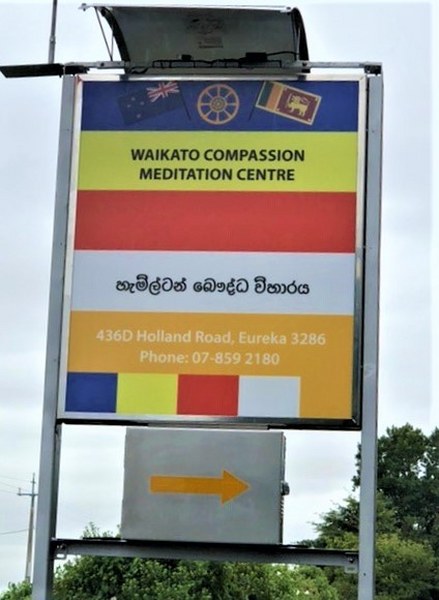 WAIKATO COMPASSION
MEDITATION CENTRE
හැමිල්ටන් බෞද්ධ විහාරය
436D Holland Road, Eureka 3286
Phone: 07-859 2180